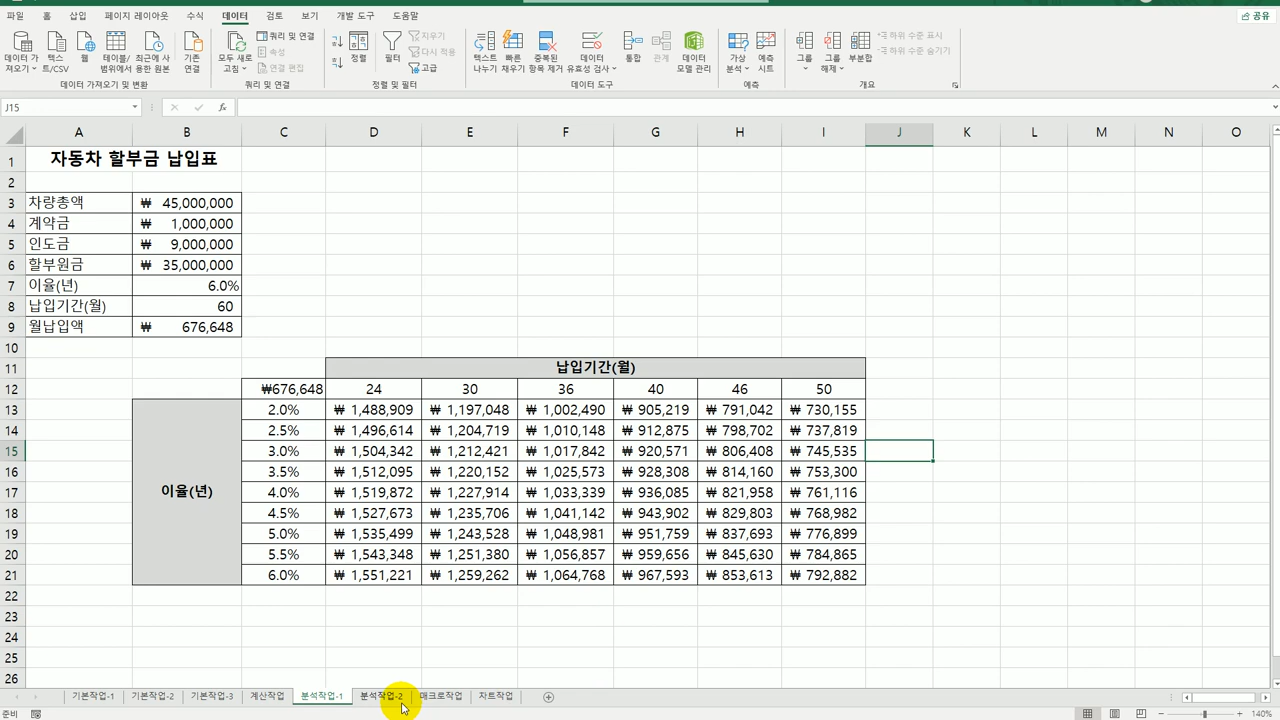 파일 홈 삽입 페이지 레이아웃 수식 데이터 검토 보기 개발 도구 도움말 공유
데이터 가져오기 텍스트/CSV 웹 테이블/범위에서 최근에 사용한 원본 기존 연결 모두 새로 고침 쿼리 및 연결 속성 연결 편집 정렬 필터 지우기 다시 적용 고급 텍스트 나누기 빠른 채우기 중복된 항목 제거 데이터 유효성 검사 통합 관계 데이터 모델 관리 가상 분석 예측 시트 그룹 그룹 해제 부분합 하위 수준 표시 하위 수준 숨기기
데이터 가져오기 및 변환 쿼리 및 연결 정렬 및 필터 데이터 도구 예측 개요
J15 fx
A B C D E F G H I J K L M N O
1 자동차 할부금 납입표
2
3 차량총액 ₩ 45,000,000
4 계약금 ₩ 1,000,000
5 인도금 ₩ 9,000,000
6 할부원금 ₩ 35,000,000
7 이율(년) 6.0%
8 납입기간(월) 60
9 월납입액 ₩ 676,648
10
11 납입기간(월)
12 ₩676,648 24 30 36 40 46 50
13 2.0% ₩ 1,488,909 ₩ 1,197,048 ₩ 1,002,490 ₩ 905,219 ₩ 791,042 ₩ 730,155
14 2.5% ₩ 1,496,614 ₩ 1,204,719 ₩ 1,010,148 ₩ 912,875 ₩ 798,702 ₩ 737,819
15 3.0% ₩ 1,504,342 ₩ 1,212,421 ₩ 1,017,842 ₩ 920,571 ₩ 806,408 ₩ 745,535
16 3.5% ₩ 1,512,095 ₩ 1,220,152 ₩ 1,025,573 ₩ 928,308 ₩ 814,160 ₩ 753,300
17 이율(년) 4.0% ₩ 1,519,872 ₩ 1,227,914 ₩ 1,033,339 ₩ 936,085 ₩ 821,958 ₩ 761,116
18 4.5% ₩ 1,527,673 ₩ 1,235,706 ₩ 1,041,142 ₩ 943,902 ₩ 829,803 ₩ 768,982
19 5.0% ₩ 1,535,499 ₩ 1,243,528 ₩ 1,048,981 ₩ 951,759 ₩ 837,693 ₩ 776,899
20 5.5% ₩ 1,543,348 ₩ 1,251,380 ₩ 1,056,857 ₩ 959,656 ₩ 845,630 ₩ 784,865
21 6.0% ₩ 1,551,221 ₩ 1,259,262 ₩ 1,064,768 ₩ 967,593 ₩ 853,613 ₩ 792,882
22
23
24
25
26
기본작업-1 기본작업-2 기본작업-3 계산작업 분석작업-1 분석작업-2 매크로작업 차트작업
준비 140%